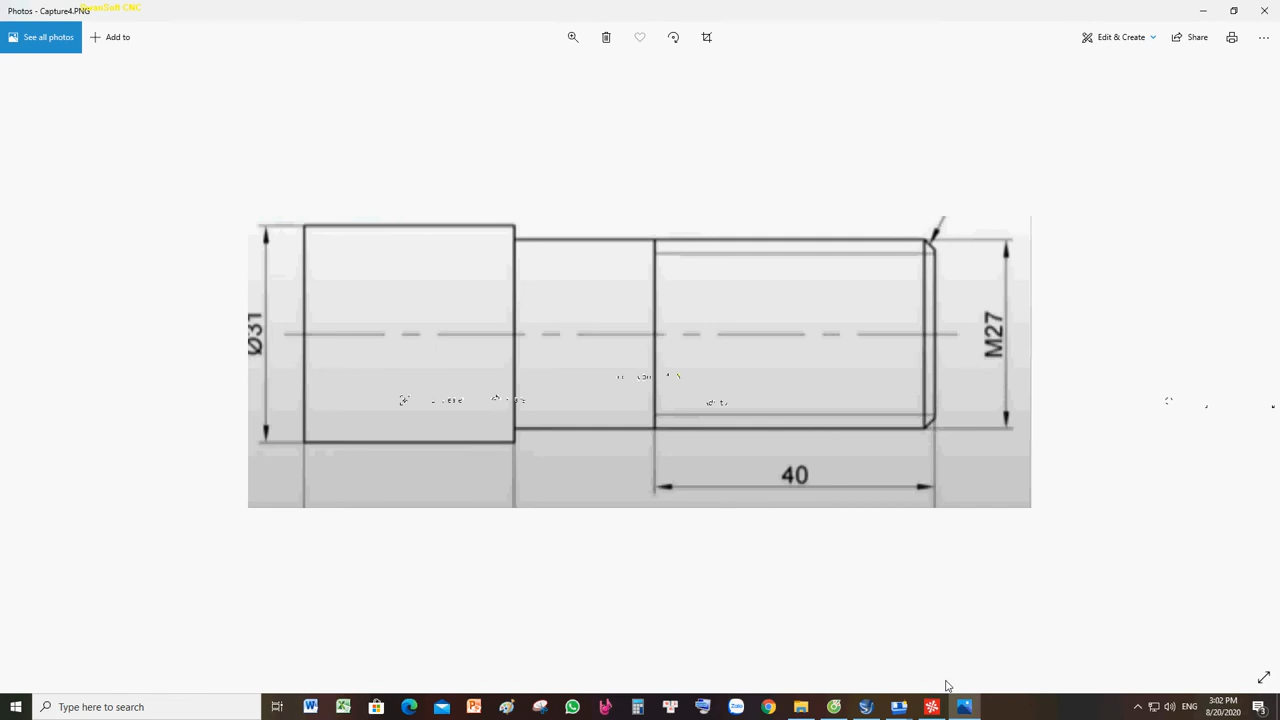 Photos - Capture4.PNG
See all photos
Add to
Edit & Create
Share
Ø31
M27
40
Type here to search
ENG
3:02 PM
8/20/2020